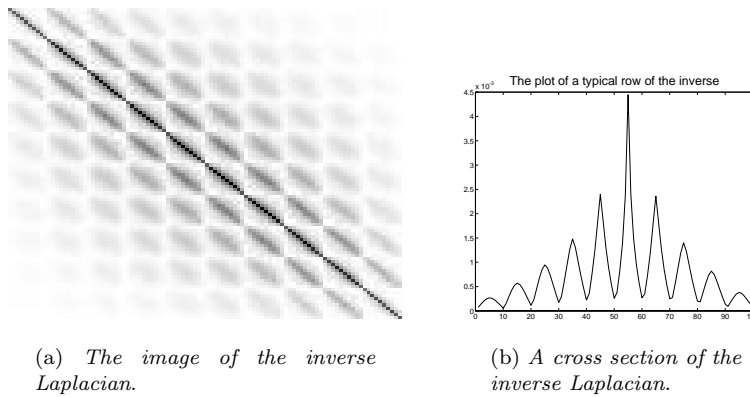 The plot of a typical row of the inverse
x 10
-3
4.5
4
3.5
3
2.5
2
1.5
1
0.5
0
0 10 20 30 40 50 60 70 80 90 100
(a) The image of the inverse
Laplacian.
(b) A cross section of the
inverse Laplacian.